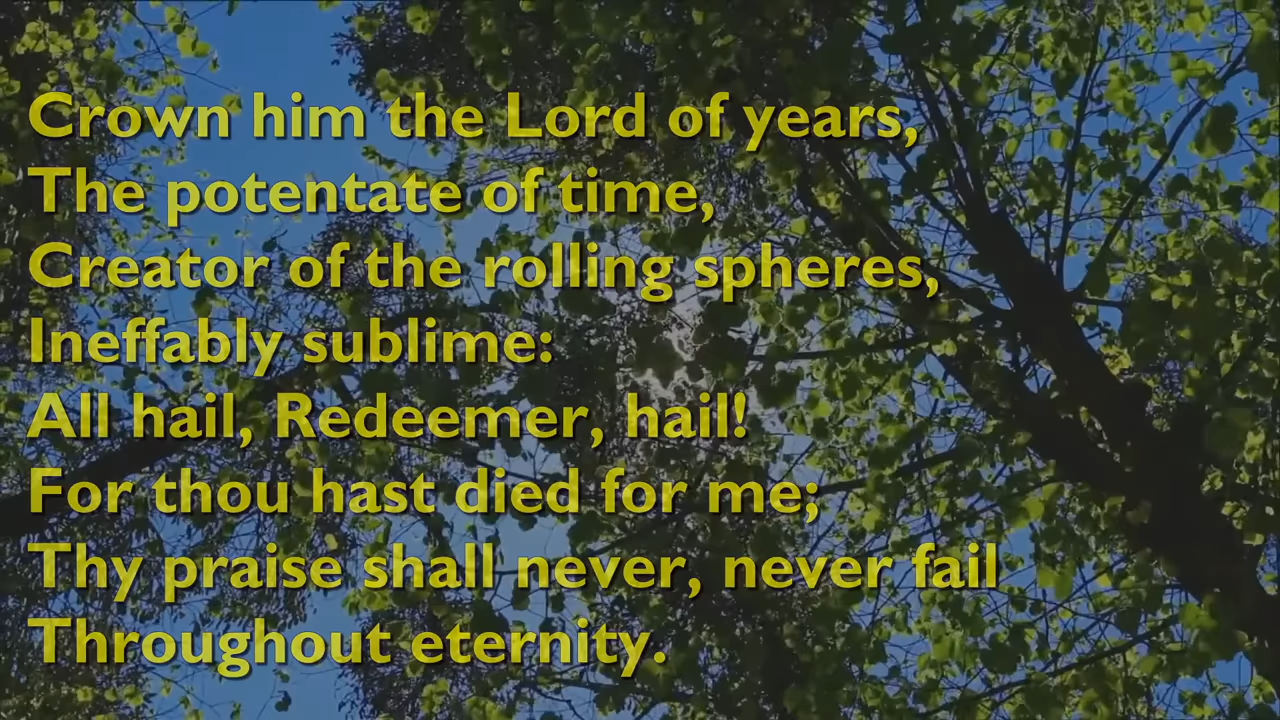 Crown him the Lord of years,
The potentate of time,
Creator of the rolling spheres,
Ineffably sublime:
All hail, Redeemer, hail!
For thou hast died for me;
Thy praise shall never, never fail
Throughout eternity.